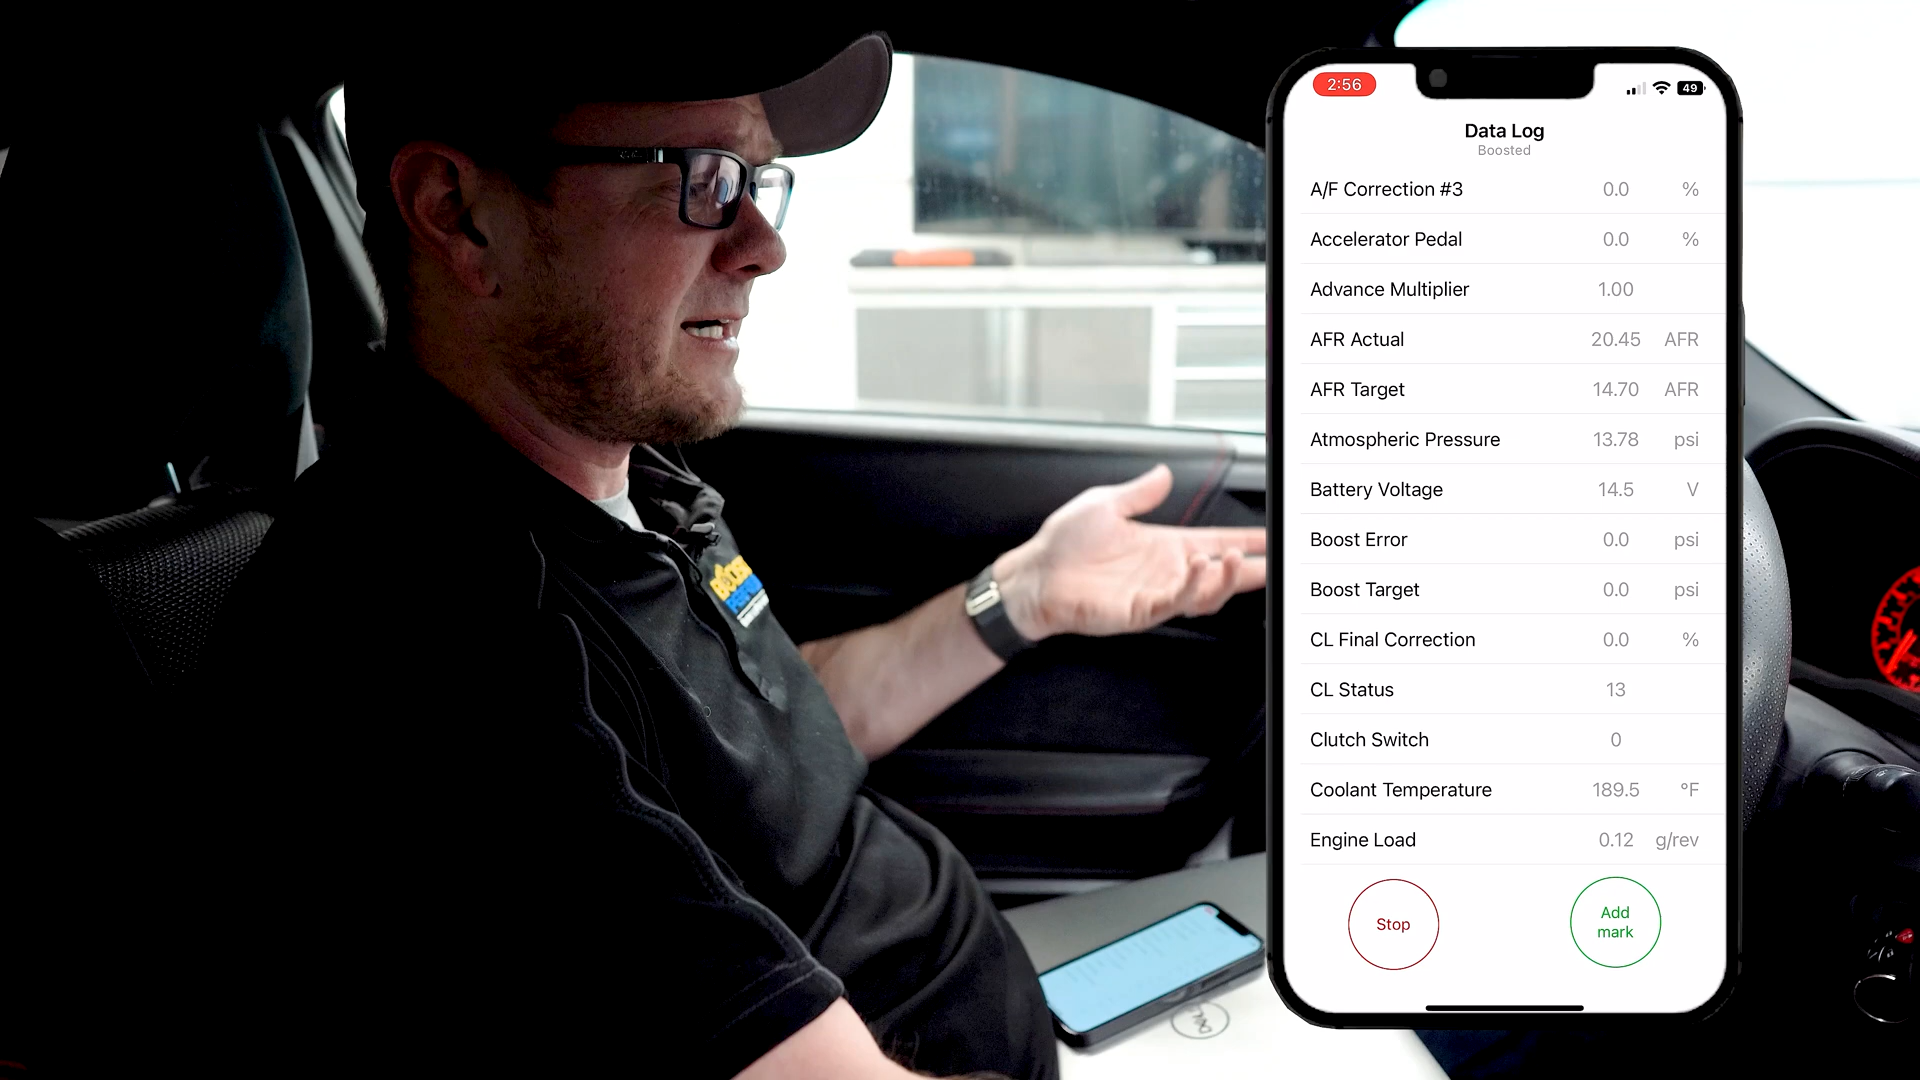 2:56
49
Data Log
Boosted
A/F Correction #3 0.0 %
Accelerator Pedal 0.0 %
Advance Multiplier 1.00
AFR Actual 20.45 AFR
AFR Target 14.70 AFR
Atmospheric Pressure 13.78 psi
Battery Voltage 14.5 V
Boost Error 0.0 psi
Boost Target 0.0 psi
CL Final Correction 0.0 %
CL Status 13
Clutch Switch 0
Coolant Temperature 189.5 °F
Engine Load 0.12 g/rev
Stop
Add
mark